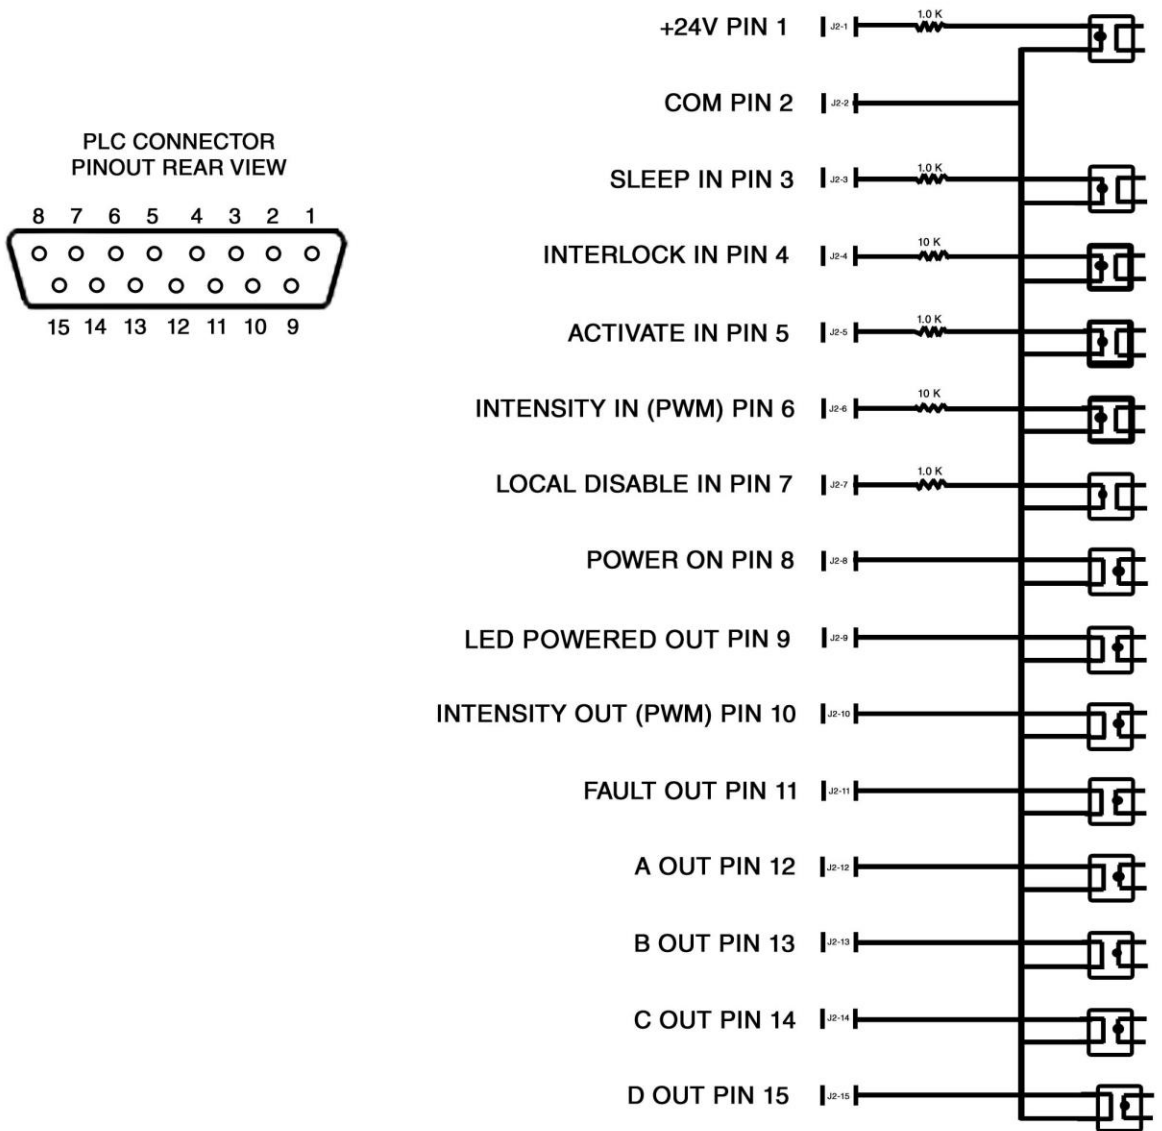 PLC CONNECTOR
PINOUT REAR VIEW
8 7 6 5 4 3 2 1
15 14 13 12 11 10 9
+24V PIN 1 J2-1 1.0 K
COM PIN 2 J2-2
SLEEP IN PIN 3 J2-3 1.0 K
INTERLOCK IN PIN 4 J2-4 10 K
ACTIVATE IN PIN 5 J2-5 1.0 K
INTENSITY IN (PWM) PIN 6 J2-6 10 K
LOCAL DISABLE IN PIN 7 J2-7 1.0 K
POWER ON PIN 8 J2-8
LED POWERED OUT PIN 9 J2-9
INTENSITY OUT (PWM) PIN 10 J2-10
FAULT OUT PIN 11 J2-11
A OUT PIN 12 J2-12
B OUT PIN 13 J2-13
C OUT PIN 14 J2-14
D OUT PIN 15 J2-15